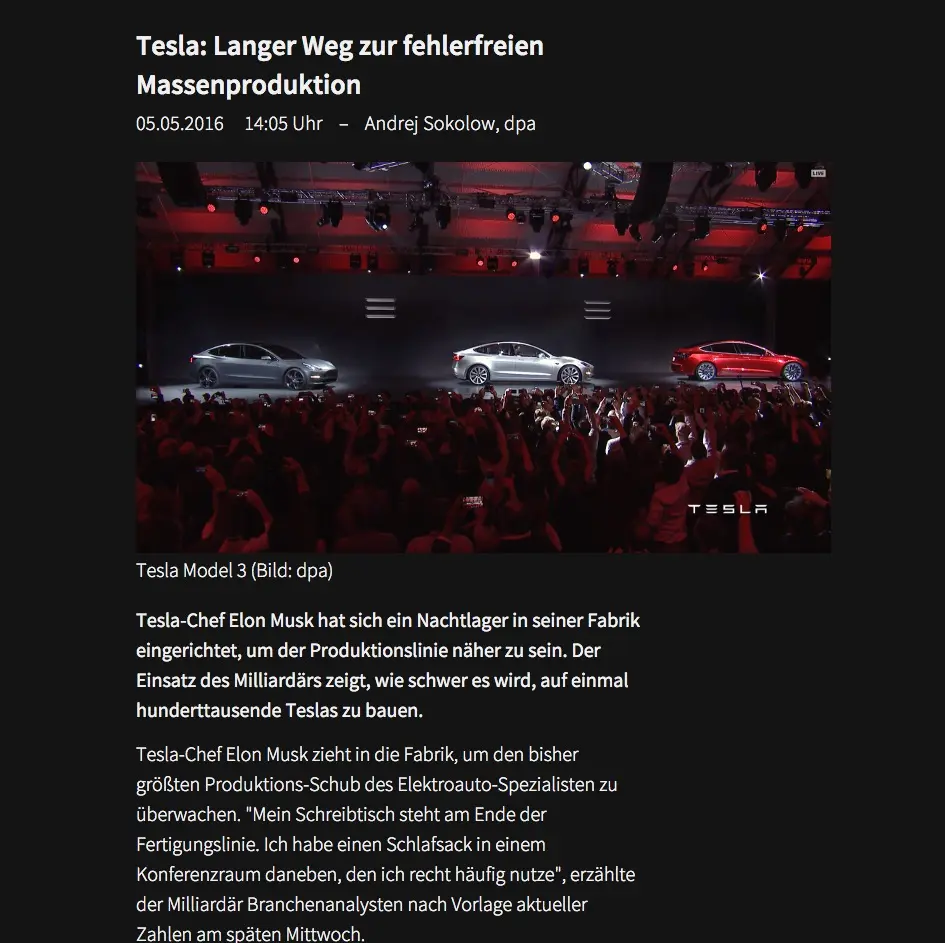 Tesla: Langer Weg zur fehlerfreien
Massenproduktion
05.05.2016 14:05 Uhr – Andrej Sokolow, dpa
LIVE
TESLA
Tesla Model 3 (Bild: dpa)
Tesla-Chef Elon Musk hat sich ein Nachtlager in seiner Fabrik
eingerichtet, um der Produktionslinie näher zu sein. Der
Einsatz des Milliardärs zeigt, wie schwer es wird, auf einmal
hunderttausende Teslas zu bauen.
Tesla-Chef Elon Musk zieht in die Fabrik, um den bisher
größten Produktions-Schub des Elektroauto-Spezialisten zu
überwachen. "Mein Schreibtisch steht am Ende der
Fertigungslinie. Ich habe einen Schlafsack in einem
Konferenzraum daneben, den ich recht häufig nutze", erzählte
der Milliardär Branchenanalysten nach Vorlage aktueller
Zahlen am späten Mittwoch.